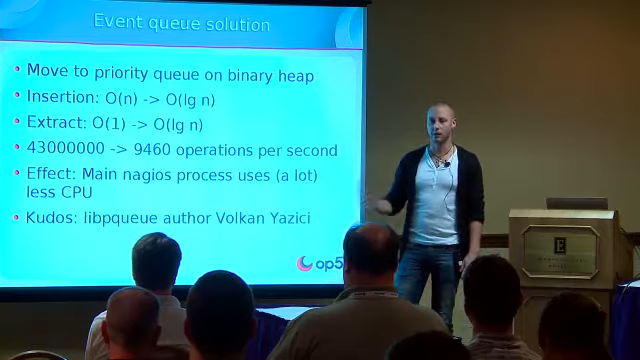 Event queue solution
Move to priority queue on binary heap
Insertion: O(n) -> O(lg n)
Extract: O(1) -> O(lg n)
43000000 -> 9460 operations per second
Effect: Main nagios process uses (a lot)
less CPU
Kudos: libpqueue author Volkan Yazici
op5
E